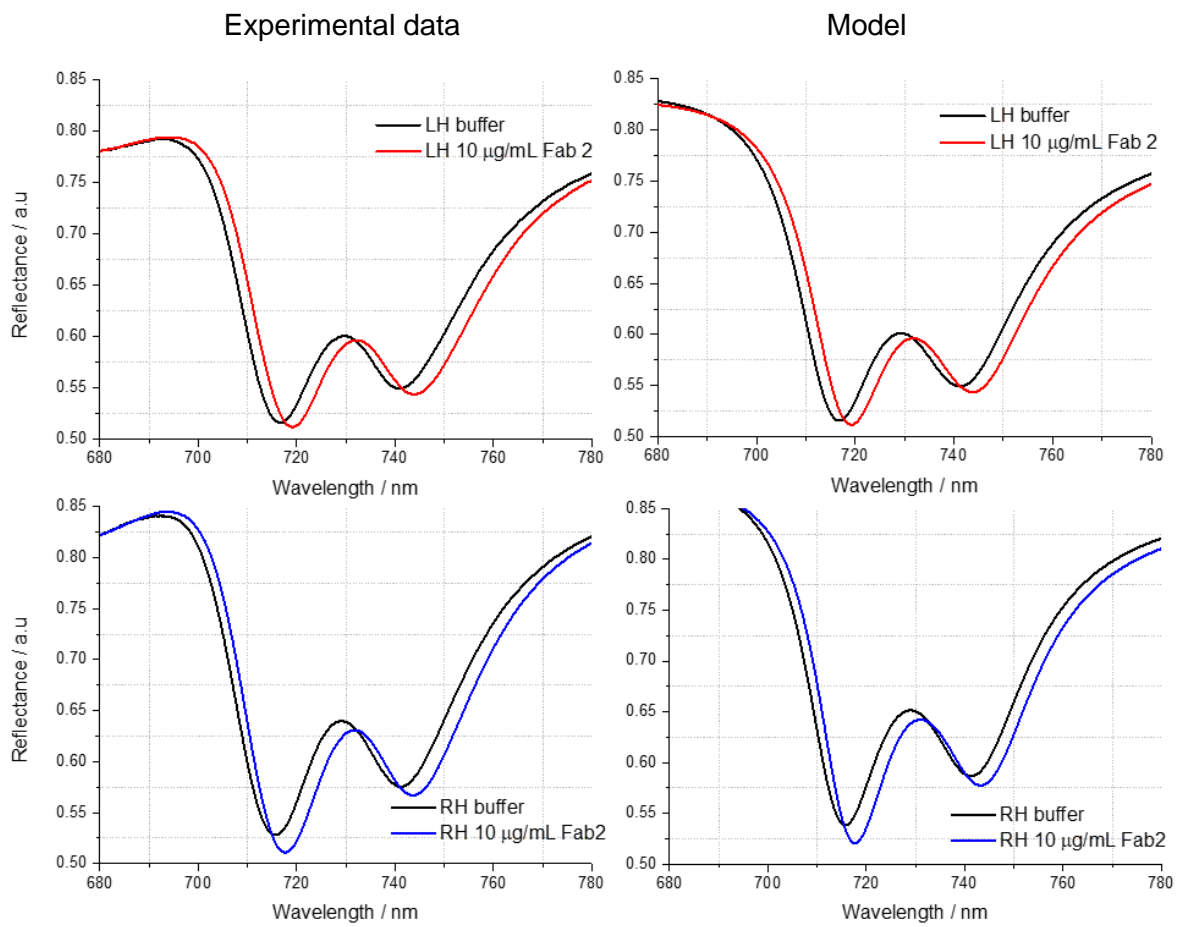 Experimental data
Model
0.85
0.80
0.75
0.70
0.65
0.60
0.55
0.50
Reflectance / a.u
LH buffer
LH 10 μg/mL Fab 2
680 700 720 740 760 780
Wavelength / nm
0.85
0.80
0.75
0.70
0.65
0.60
0.55
0.50
LH buffer
LH 10 μg/mL Fab 2
680 700 720 740 760 780
Wavelength / nm
0.85
0.80
0.75
0.70
0.65
0.60
0.55
0.50
Reflectance / a.u
RH buffer
RH 10 μg/mL Fab2
680 700 720 740 760 780
Wavelength / nm
0.85
0.80
0.75
0.70
0.65
0.60
0.55
0.50
RH buffer
RH 10 μg/mL Fab2
680 700 720 740 760 780
Wavelength / nm